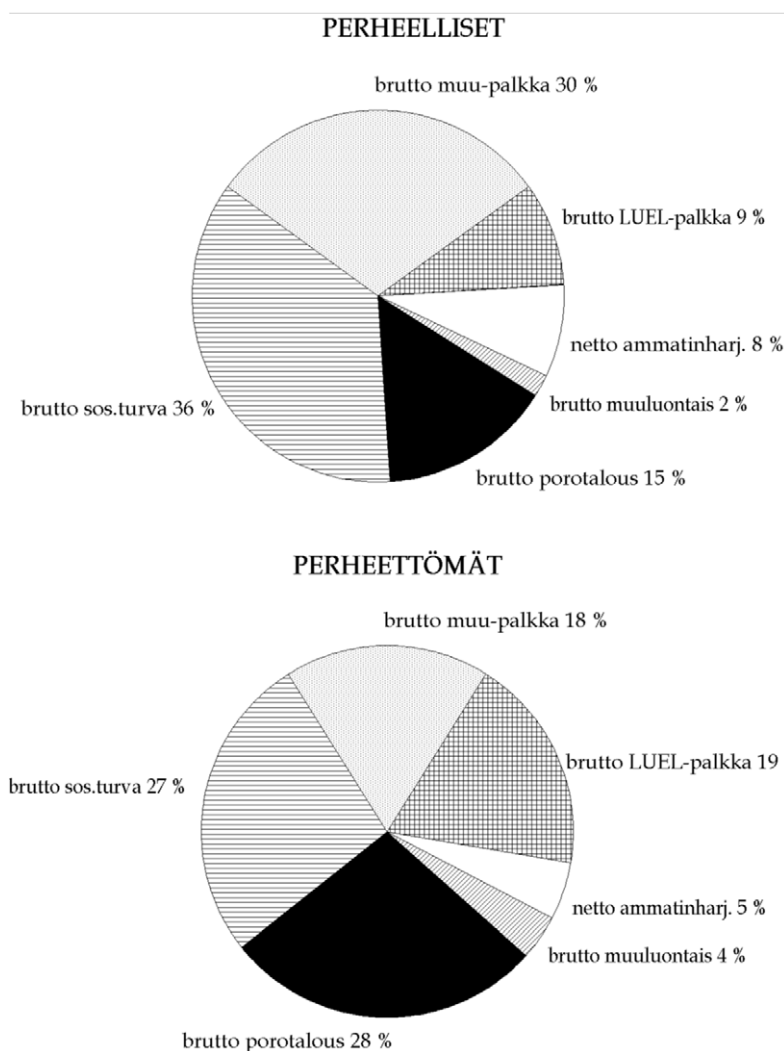 PERHEELLISET
brutto muu-palkka 30 %
brutto LUEL-palkka 9 %
netto ammatinharj. 8 %
brutto muuluontais 2 %
brutto sos.turva 36 %
brutto porotalous 15 %
PERHEETTÖMÄT
brutto muu-palkka 18 %
brutto LUEL-palkka 19
brutto sos.turva 27 %
netto ammatinharj. 5 %
brutto muuluontais 4 %
brutto porotalous 28 %